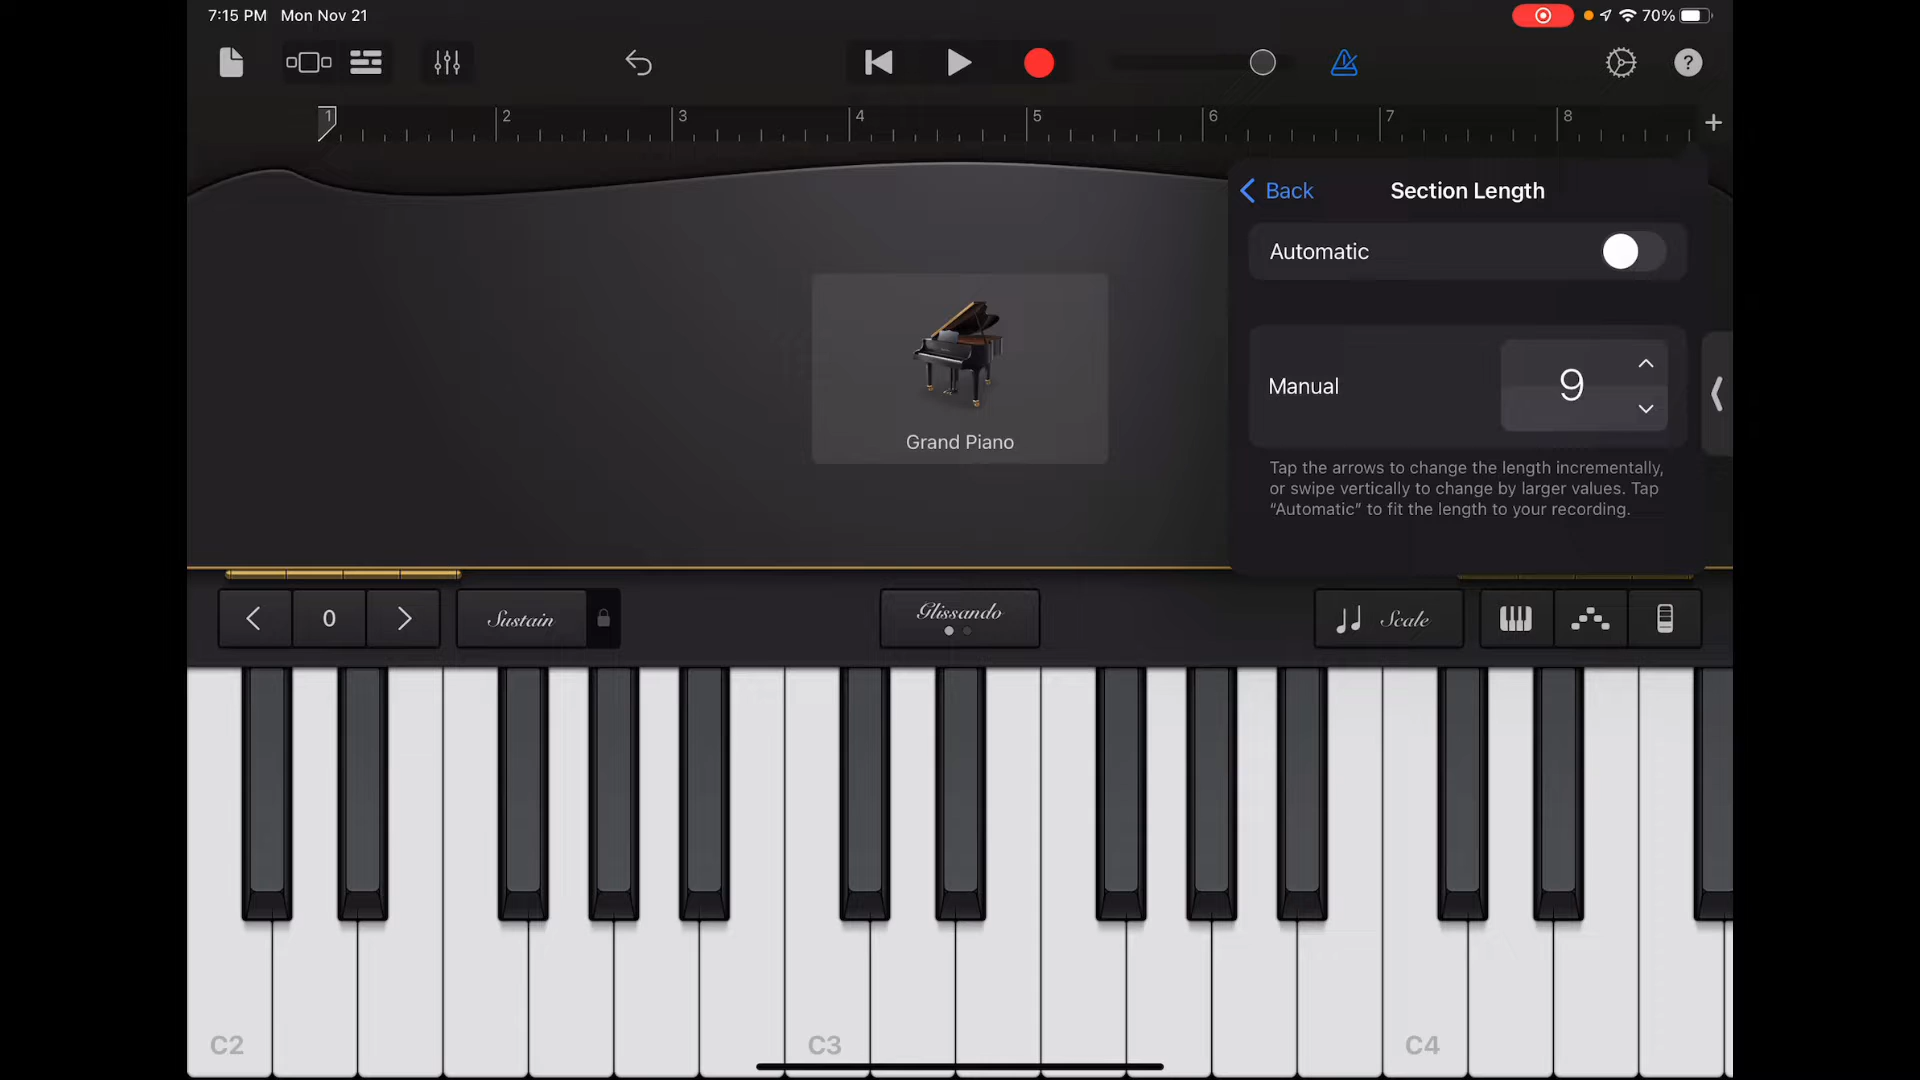 7:15 PM Mon Nov 21
70%
1 2 3 4 5 6 7 8 +
Back Section Length
Automatic
Manual 9
Tap the arrows to change the length incrementally,
or swipe vertically to change by larger values. Tap
“Automatic” to fit the length to your recording.
Grand Piano
0 Sustain Glissando Scale
C2 C3 C4